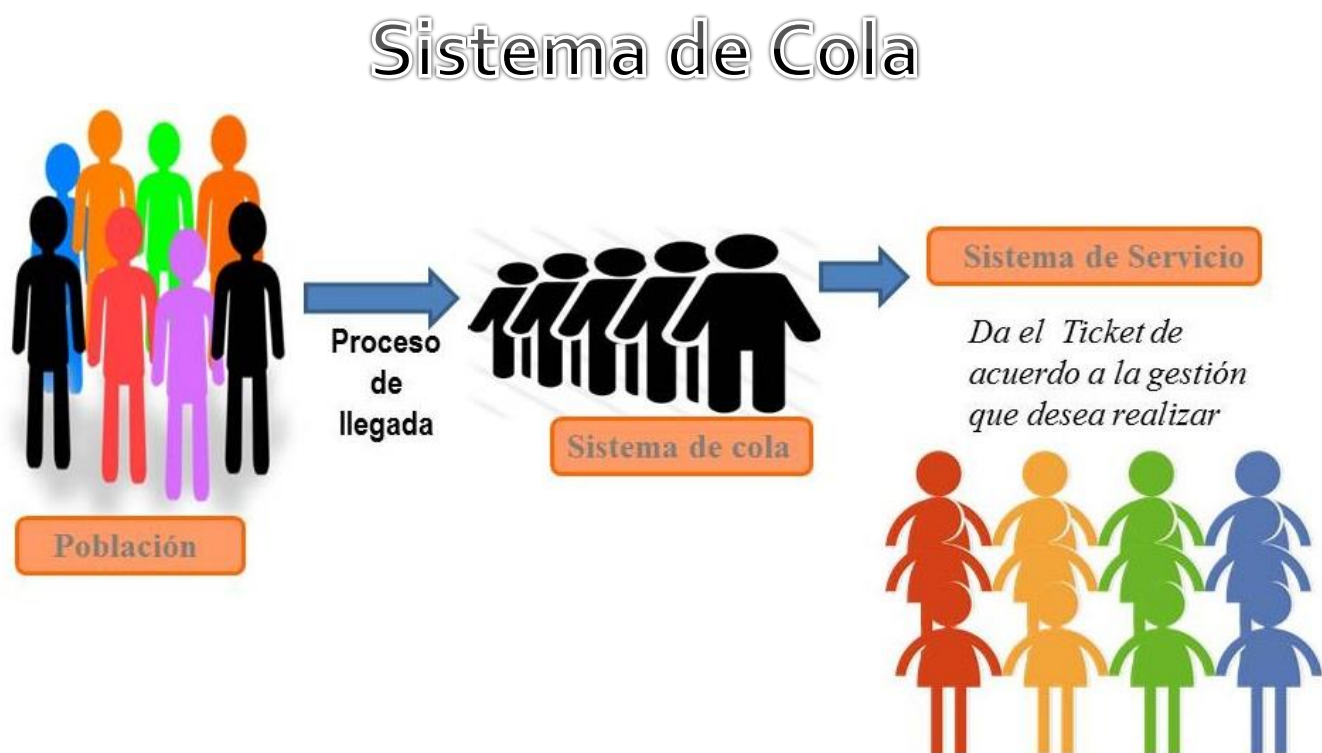 Sistema de Cola
Población
Proceso
de
llegada
Sistema de cola
Sistema de Servicio
Da el Ticket de
acuerdo a la gestión
que desea realizar